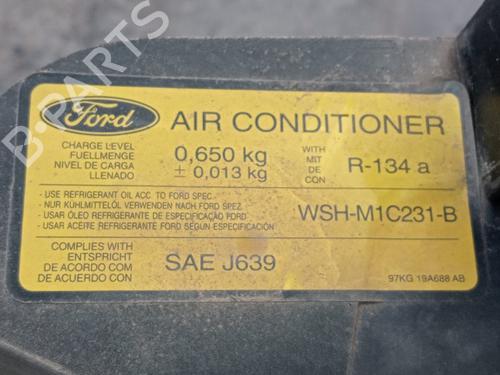 Ford
AIR CONDITIONER
CHARGE LEVEL
FUELLMENGE
NIVEL DE CARGA
LLENADO
0,650 kg
± 0,013 kg
WITH
MIT
DE
CON
R-134 a
- USE REFRIGERANT OIL ACC. TO FORD SPEC.
- NUR KÜHLMITTELÖL VERWENDEN NACH FORD SPEZ.
- USAR ÓLEO REFRIGERANTE DE ESPECIFICAÇÃO FORD
- USAR ACEITE REFRIGERANTE FORD SEGUN ESPECIFICACIÓN
WSH-M1C231-B
COMPLIES WITH
ENTSPRICHT
DE ACORDO COM
DE ACUERDO CON
SAE J639
97KG 19A688 AB
B-PARTS